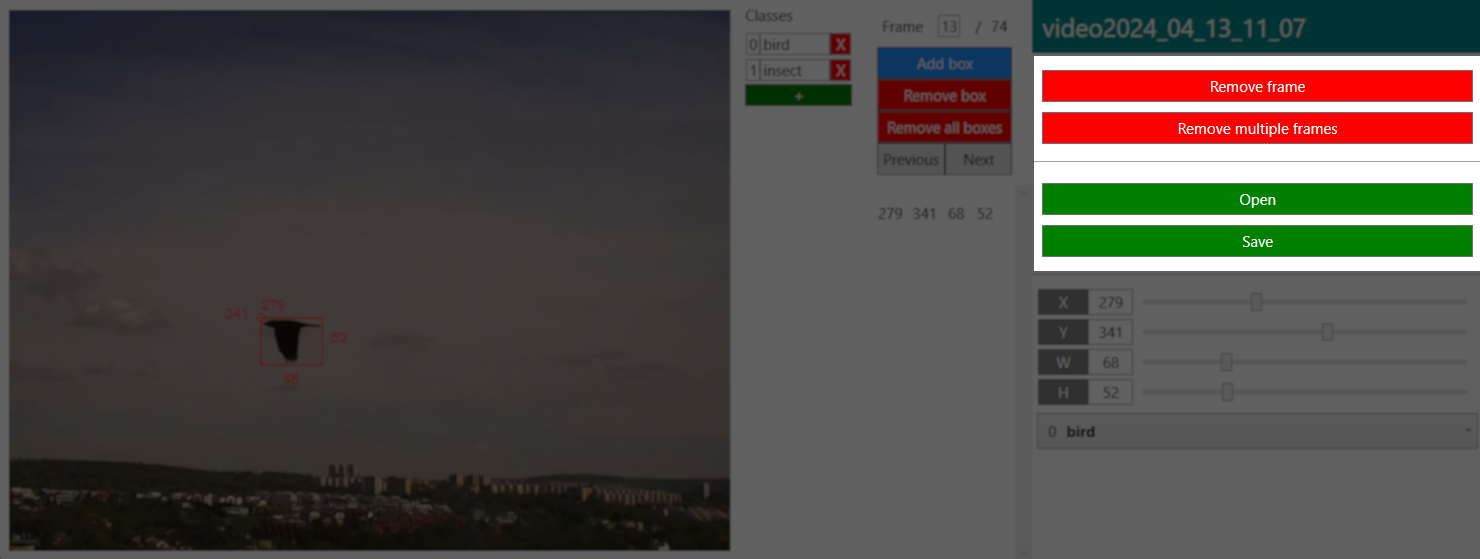 Classes
0 bird X
1 insect X
+
Frame 13 / 74
Add box
Remove box
Remove all boxes
Previous Next
279 341 68 52
video2024_04_13_11_07
Remove frame
Remove multiple frames
Open
Save
X 279
Y 341
W 68
H 52
0 bird
279
341
52
68